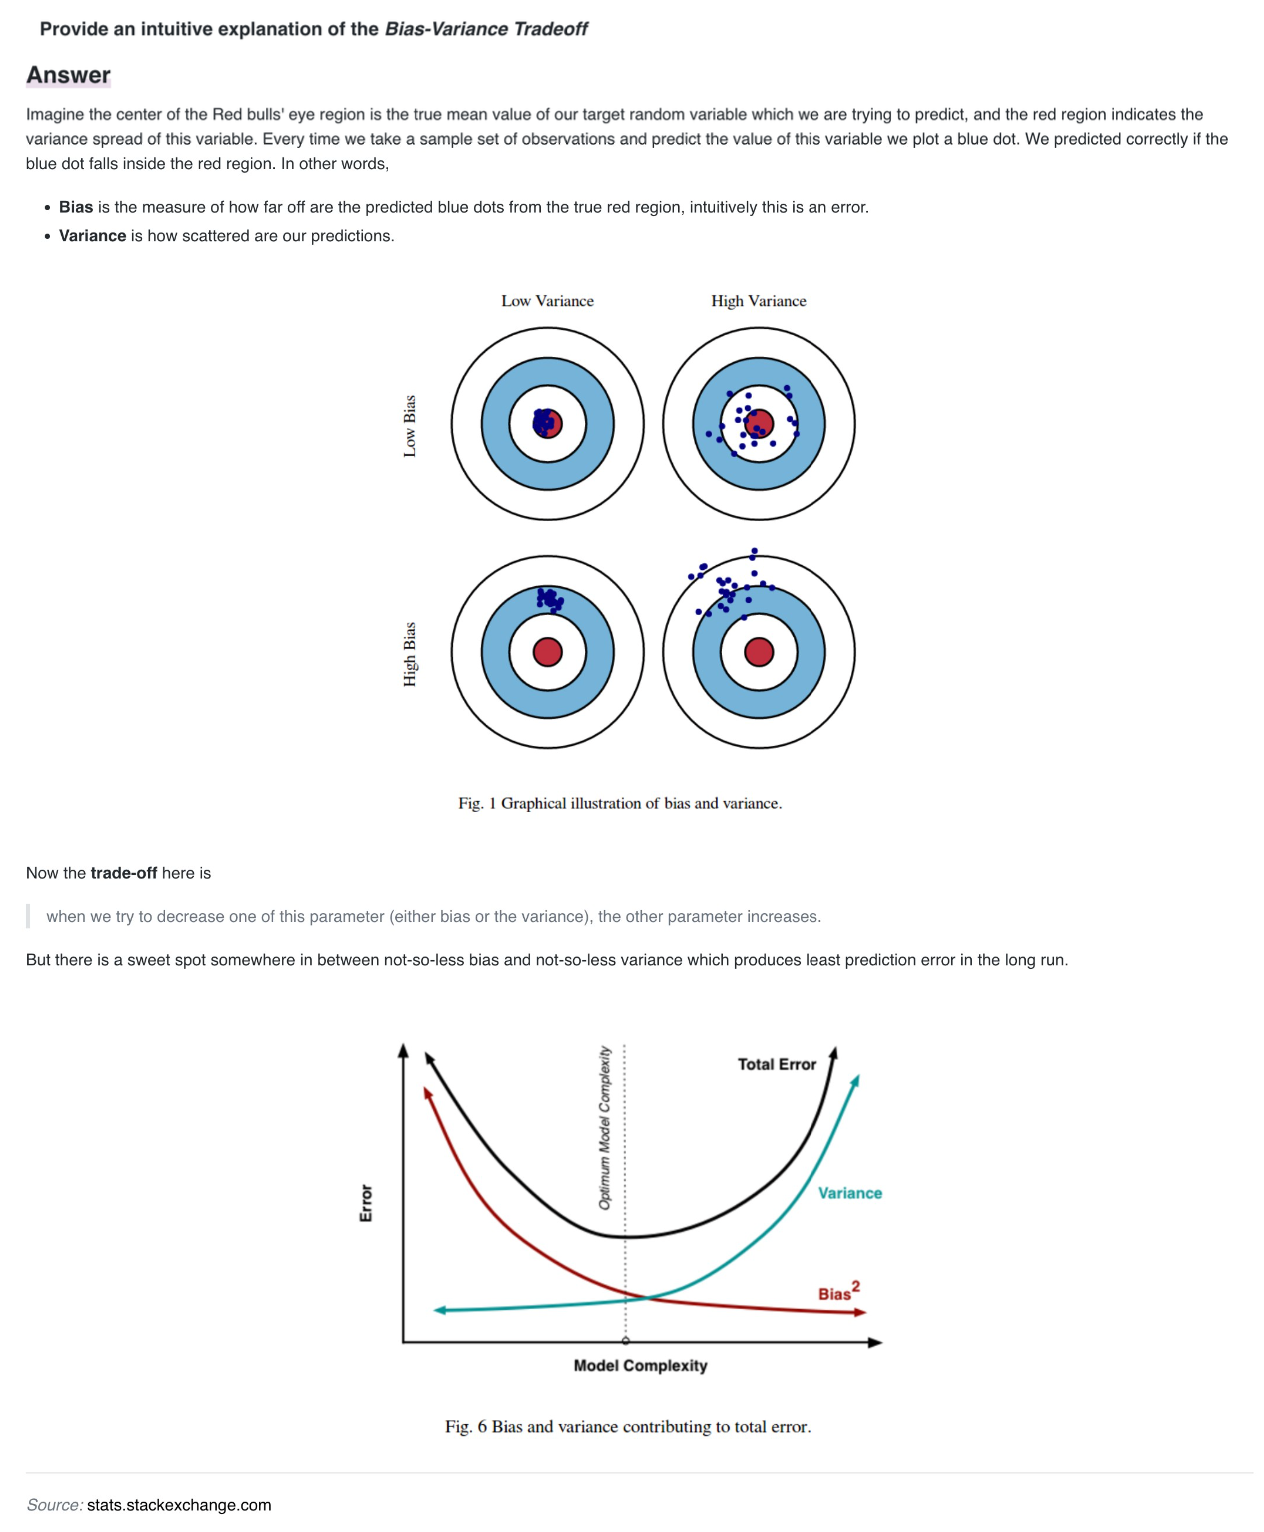 Provide an intuitive explanation of the Bias-Variance Tradeoff
Answer
Imagine the center of the Red bulls' eye region is the true mean value of our target random variable which we are trying to predict, and the red region indicates the
variance spread of this variable. Every time we take a sample set of observations and predict the value of this variable we plot a blue dot. We predicted correctly if the
blue dot falls inside the red region. In other words,
• Bias is the measure of how far off are the predicted blue dots from the true red region, intuitively this is an error.
• Variance is how scattered are our predictions.
Low Variance
High Variance
Low Bias
High Bias
Fig. 1 Graphical illustration of bias and variance.
Now the trade-off here is
when we try to decrease one of this parameter (either bias or the variance), the other parameter increases.
But there is a sweet spot somewhere in between not-so-less bias and not-so-less variance which produces least prediction error in the long run.
Optimum Model Complexity
Total Error
Variance
Error
Bias²
Model Complexity
Fig. 6 Bias and variance contributing to total error.
Source: stats.stackexchange.com